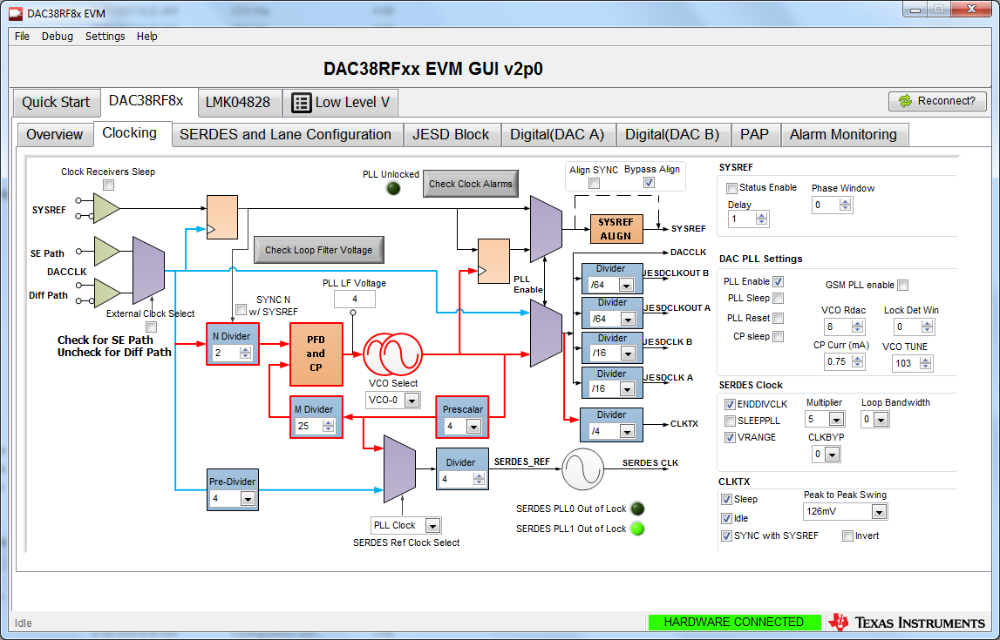 DAC38RF8x EVM
File Debug Settings Help
DAC38RFxx EVM GUI v2p0
Quick Start DAC38RF8x LMK04828 Low Level V Reconnect?
Overview Clocking SERDES and Lane Configuration JESD Block Digital(DAC A) Digital(DAC B) PAP Alarm Monitoring
Clock Receivers Sleep
PLL Unlocked
Check Clock Alarms
Align SYNC Bypass Align
SYSREF
SYSREF
ALIGN
SYSREF
SE Path
DACCLK
Diff Path
Check Loop Filter Voltage
DACCLK
PLL
Enable
PLL LF Voltage
4
External Clock Select
SYNC N
w/ SYSREF
Check for SE Path
Uncheck for Diff Path
N Divider
2
PFD
and
CP
VCO Select
VCO-0
M Divider
25
Prescalar
4
Divider
/64
JESDCLKOUT B
Divider
/64
JESDCLKOUT A
Divider
/16
JESDCLK B
Divider
/16
JESDCLK A
Divider
/4
CLKTX
Pre-Divider
4
Divider
4
SERDES_REF
SERDES CLK
PLL Clock
SERDES Ref Clock Select
SERDES PLL0 Out of Lock
SERDES PLL1 Out of Lock
SYSREF
Status Enable Phase Window
Delay 0
1
DAC PLL Settings
PLL Enable GSM PLL enable
PLL Sleep
VCO Rdac Lock Det Win
PLL Reset 8 0
CP sleep
CP Curr (mA) VCO TUNE
0.75 103
SERDES Clock
ENDDIVCLK Multiplier Loop Bandwidth
SLEEPPLL 5 0
VRANGE CLKBYP
0
CLKTX
Sleep Peak to Peak Swing
Idle 126mV
SYNC with SYSREF Invert
Idle HARDWARE CONNECTED TEXAS INSTRUMENTS